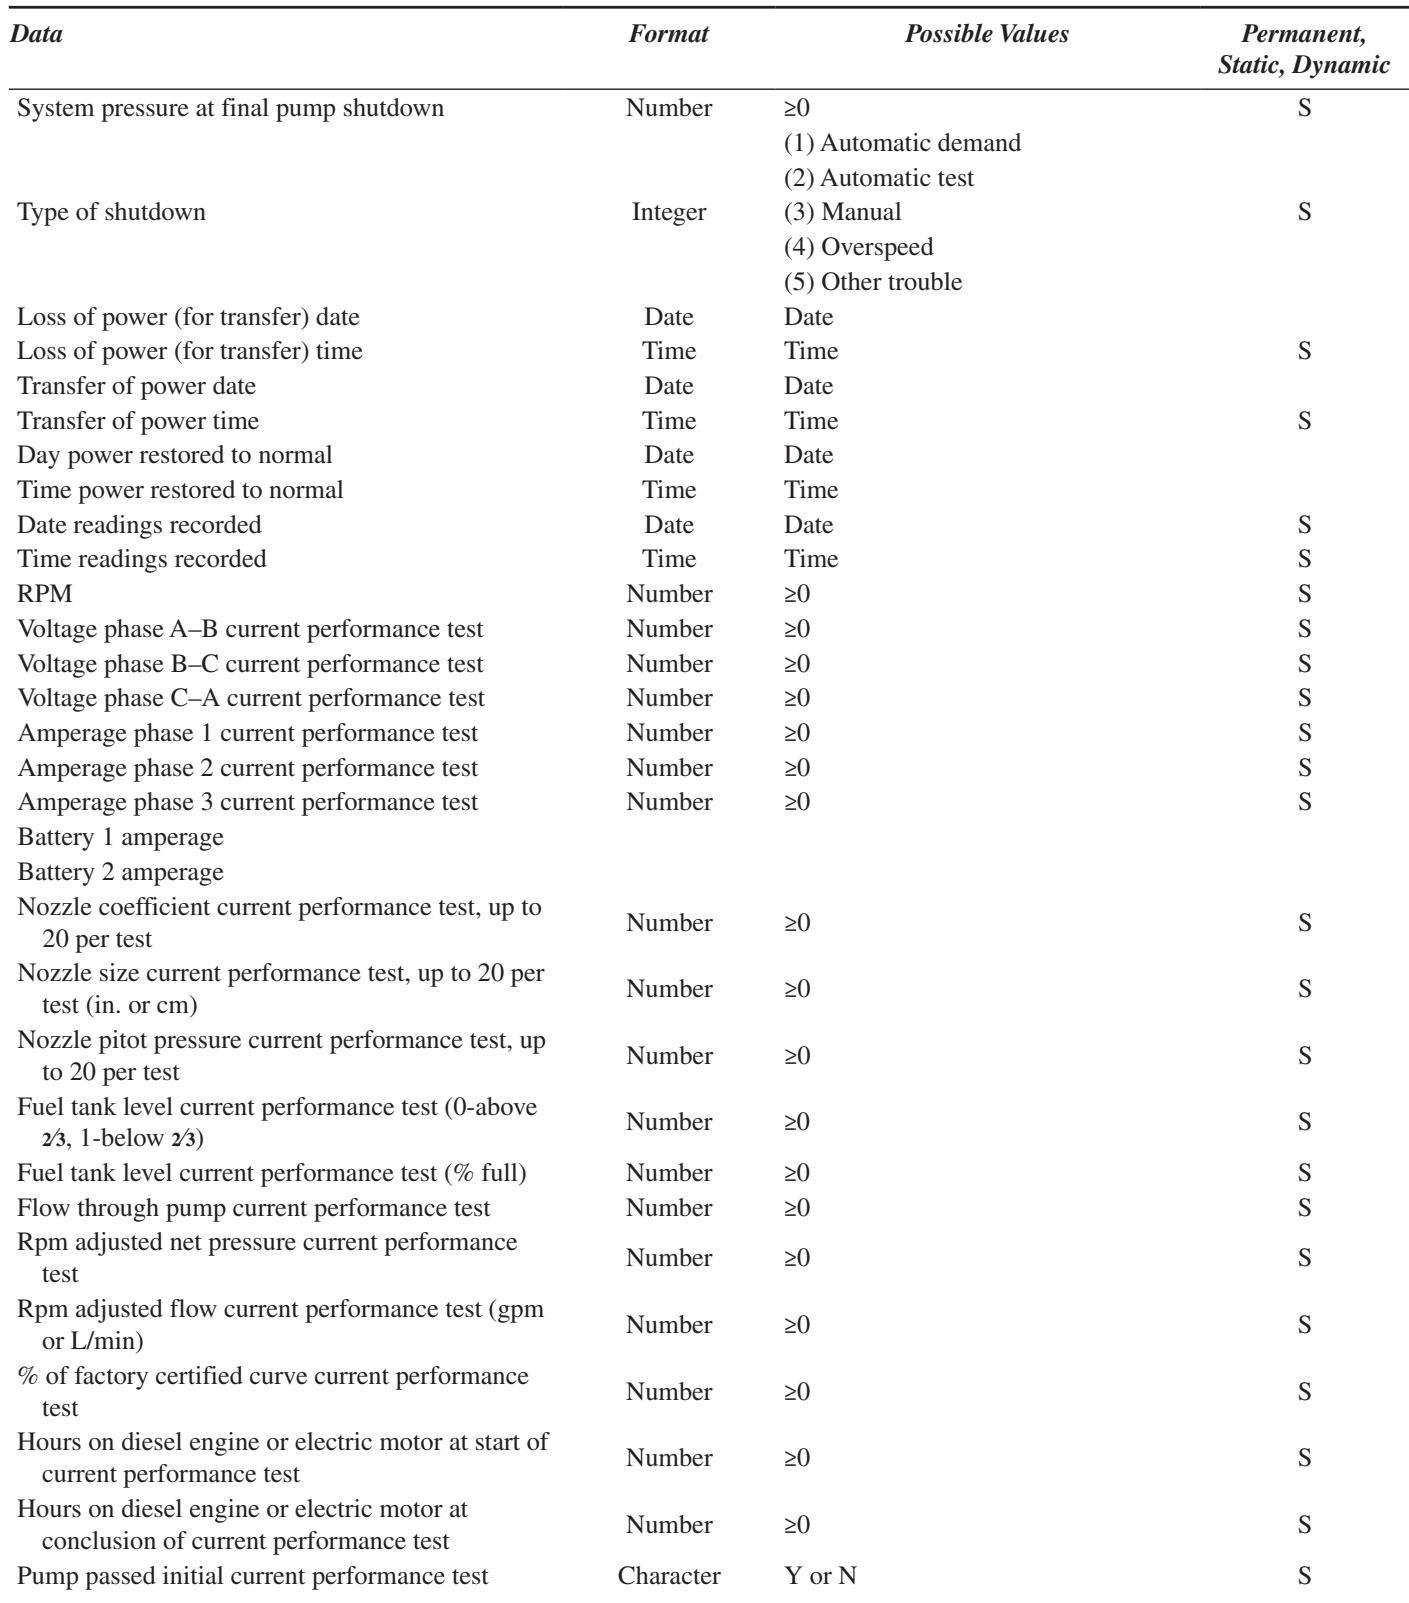 Data Format Possible Values Permanent,
Static, Dynamic
System pressure at final pump shutdown Number ≥0 S
(1) Automatic demand
(2) Automatic test
Type of shutdown Integer (3) Manual S
(4) Overspeed
(5) Other trouble
Loss of power (for transfer) date Date Date
Loss of power (for transfer) time Time Time S
Transfer of power date Date Date
Transfer of power time Time Time S
Day power restored to normal Date Date
Time power restored to normal Time Time
Date readings recorded Date Date S
Time readings recorded Time Time S
RPM Number ≥0 S
Voltage phase A–B current performance test Number ≥0 S
Voltage phase B–C current performance test Number ≥0 S
Voltage phase C–A current performance test Number ≥0 S
Amperage phase 1 current performance test Number ≥0 S
Amperage phase 2 current performance test Number ≥0 S
Amperage phase 3 current performance test Number ≥0 S
Battery 1 amperage
Battery 2 amperage
Nozzle coefficient current performance test, up to
20 per test Number ≥0 S
Nozzle size current performance test, up to 20 per
test (in. or cm) Number ≥0 S
Nozzle pitot pressure current performance test, up
to 20 per test Number ≥0 S
Fuel tank level current performance test (0-above
2⁄3, 1-below 2⁄3) Number ≥0 S
Fuel tank level current performance test (% full) Number ≥0 S
Flow through pump current performance test Number ≥0 S
Rpm adjusted net pressure current performance
test Number ≥0 S
Rpm adjusted flow current performance test (gpm
or L/min) Number ≥0 S
% of factory certified curve current performance
test Number ≥0 S
Hours on diesel engine or electric motor at start of
current performance test Number ≥0 S
Hours on diesel engine or electric motor at
conclusion of current performance test Number ≥0 S
Pump passed initial current performance test Character Y or N S